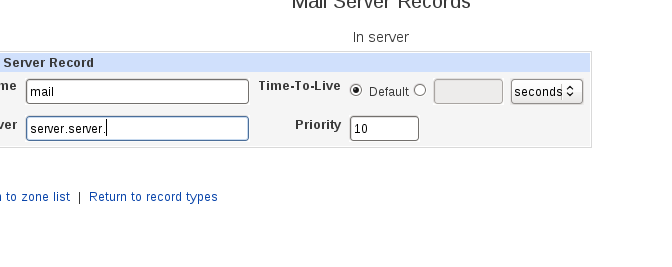 Mail Server Records
In server
Server Record
me mail Time-To-Live Default seconds
ver server.server. Priority 10
n to zone list | Return to record types